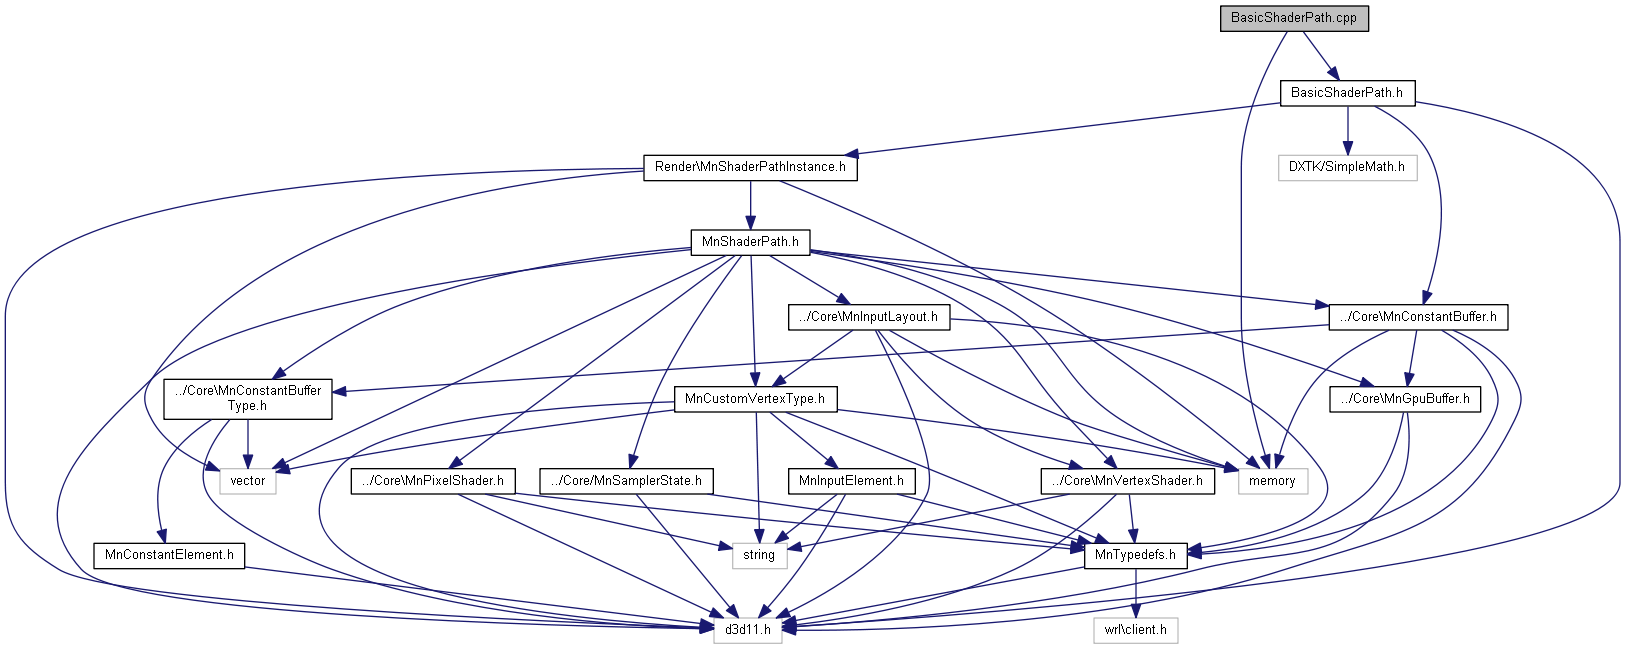 BasicShaderPath.cpp
BasicShaderPath.h
Render\MnShaderPathInstance.h
DXTK/SimpleMath.h
MnShaderPath.h
../Core\MnInputLayout.h
../Core\MnConstantBuffer.h
../Core\MnConstantBuffer
Type.h
MnCustomVertexType.h
../Core\MnGpuBuffer.h
vector
../Core\MnPixelShader.h
../Core/MnSamplerState.h
MnInputElement.h
../Core\MnVertexShader.h
memory
MnConstantElement.h
string
MnTypedefs.h
d3d11.h
wrl\client.h